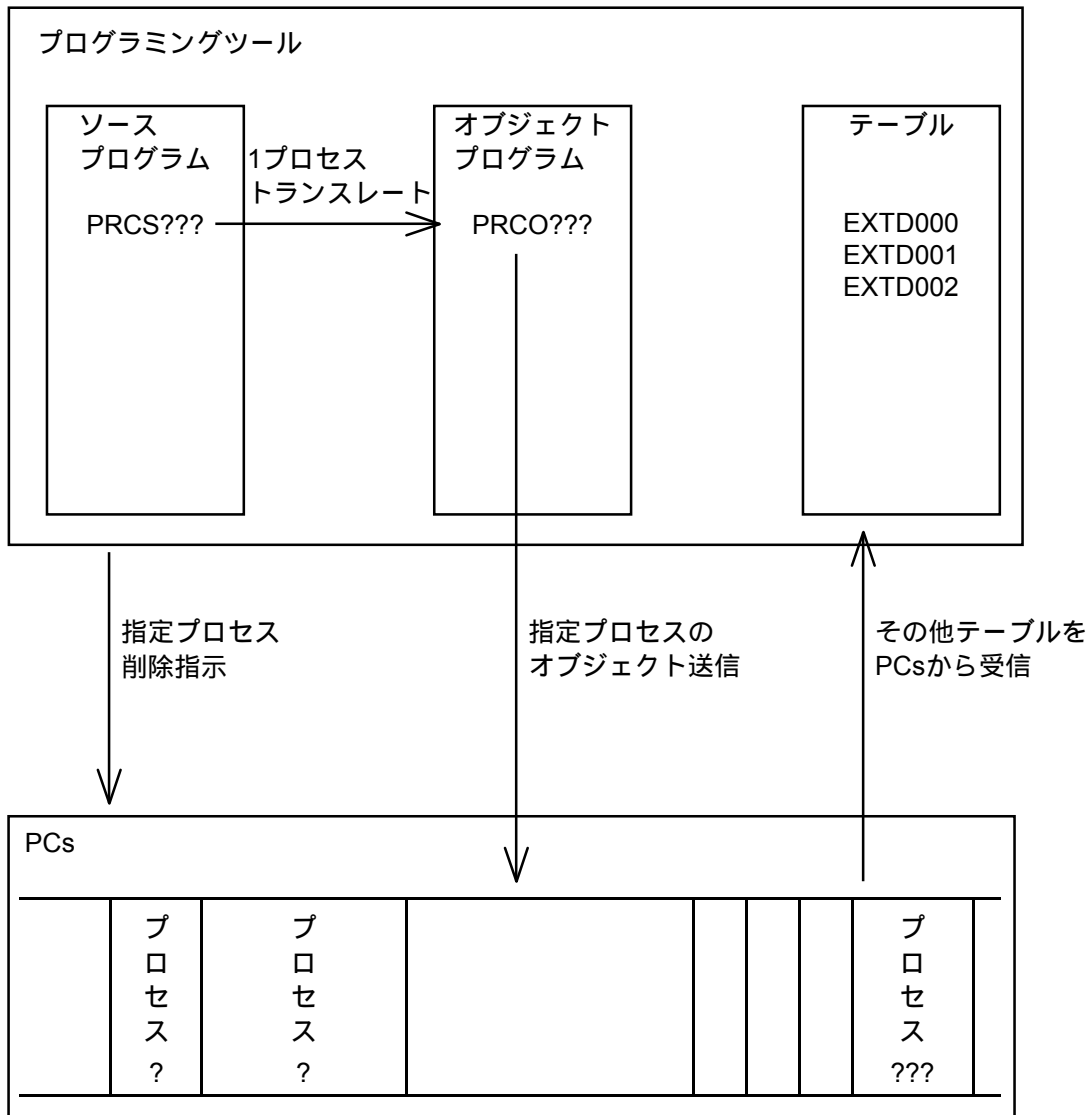 プログラミングツール
ソース
プログラム
1プロセス
トランスレート
オブジェクト
プログラム
テーブル
PRCS???
PRCO???
EXTD000
EXTD001
EXTD002
指定プロセス
削除指示
指定プロセスの
オブジェクト送信
その他テーブルを
PCsから受信
PCs
プロセス?
プロセス?
プロセス???